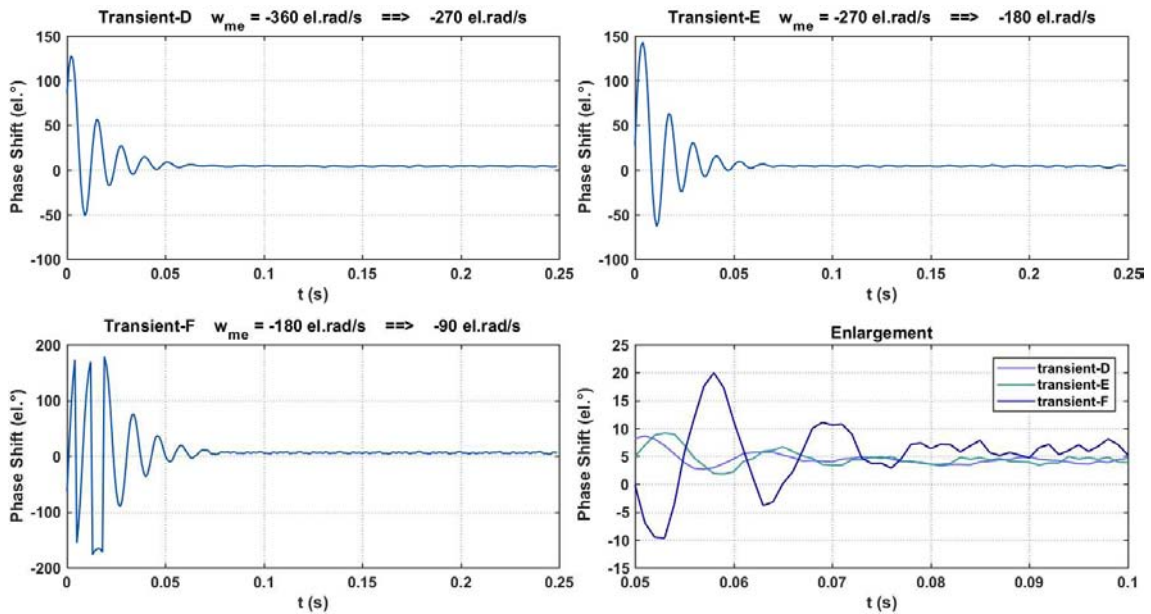 Transient-D w_me = -360 el.rad/s ==> -270 el.rad/s
150
100
50
0
-50
-100
Phase Shift (el.°)
0 0.05 0.1 0.15 0.2 0.25
t (s)
Transient-E w_me = -270 el.rad/s ==> -180 el.rad/s
150
100
50
0
-50
-100
Phase Shift (el.°)
0 0.05 0.1 0.15 0.2 0.25
t (s)
Transient-F w_me = -180 el.rad/s ==> -90 el.rad/s
200
100
0
-100
-200
Phase Shift (el.°)
0 0.05 0.1 0.15 0.2 0.25
t (s)
Enlargement
25
20
15
10
5
0
-5
-10
-15
Phase Shift (el.°)
transient-D
transient-E
transient-F
0.05 0.06 0.07 0.08 0.09 0.1
t (s)